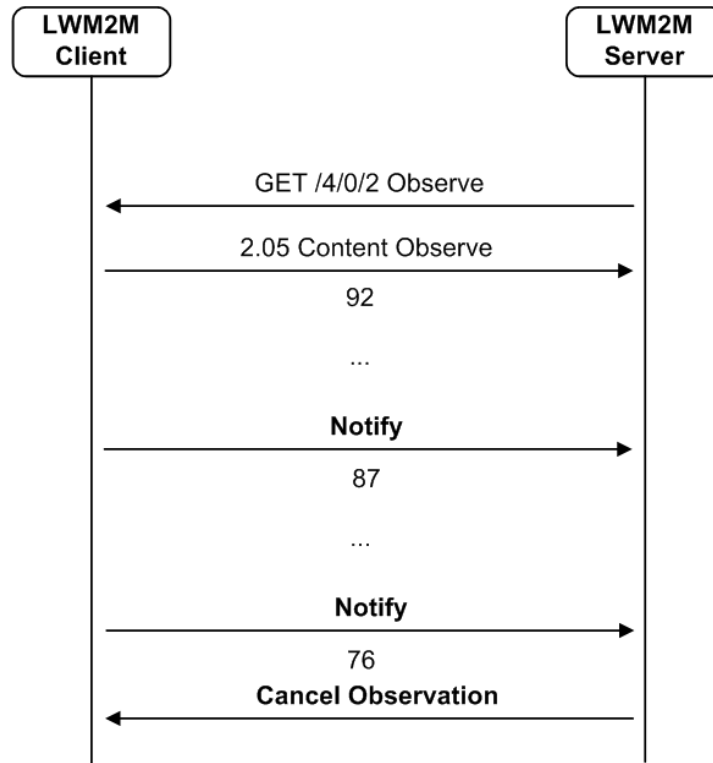 LWM2M
Client
LWM2M
Server
GET /4/0/2 Observe
2.05 Content Observe
92
...
Notify
87
...
Notify
76
Cancel Observation